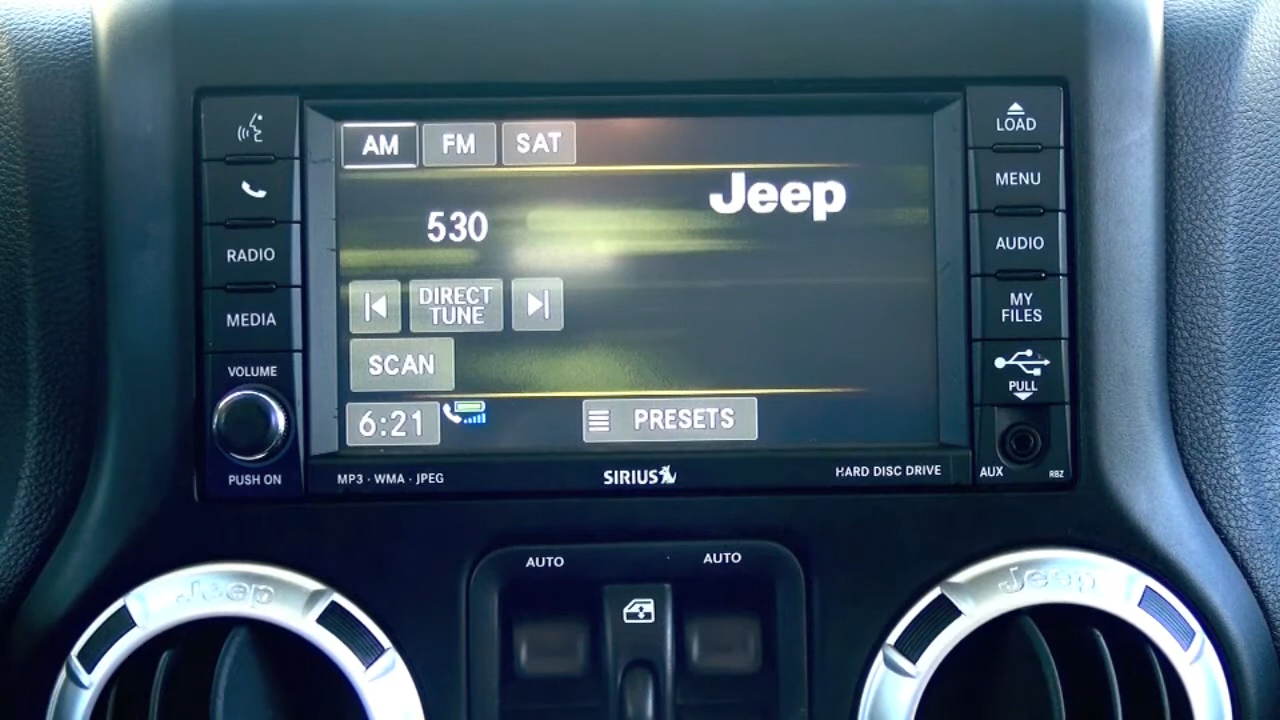 LOAD
AM FM SAT
MENU
Jeep
530
RADIO
AUDIO
DIRECT
TUNE
MEDIA
MY
FILES
SCAN
VOLUME
PULL
6:21
PRESETS
PUSH ON
MP3 · WMA · JPEG
SIRIUS
HARD DISC DRIVE
AUX
RBZ
AUTO
AUTO
Jeep
Jeep